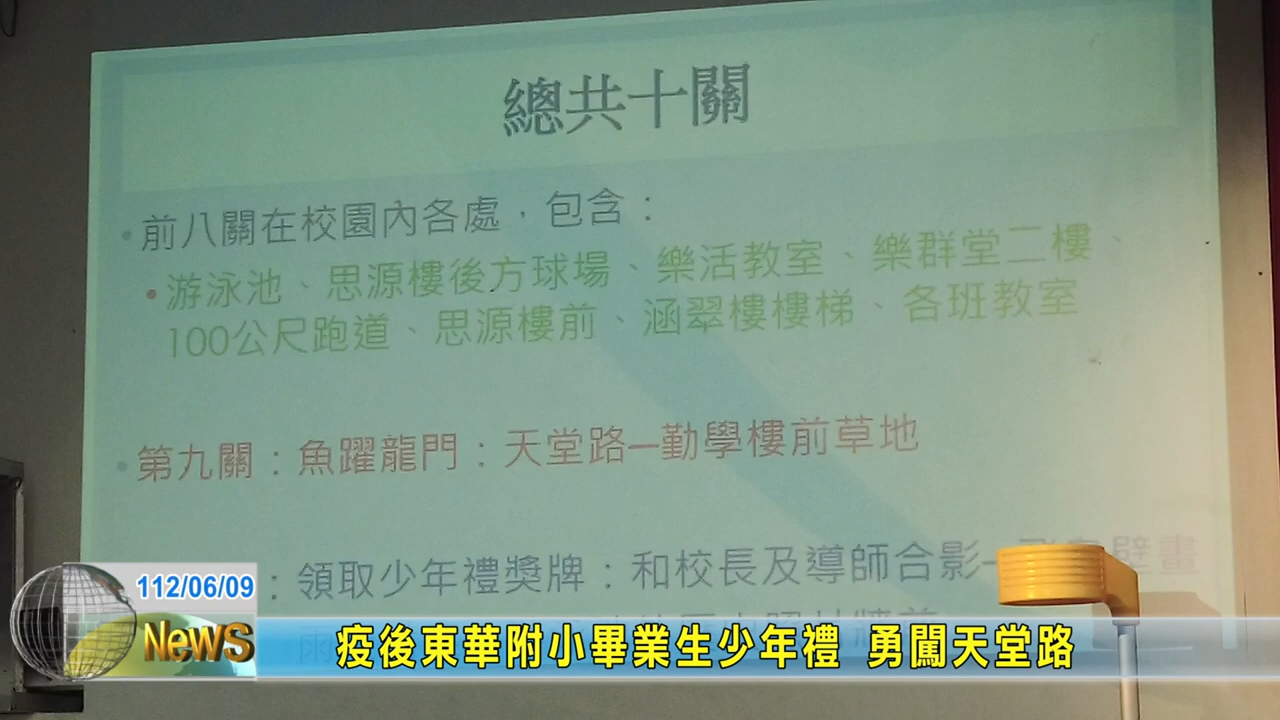 總共十關
前八關在校園內各處，包含：
游泳池、思源樓後方球場、樂活教室、樂群堂二樓、
100公尺跑道、思源樓前、涵翠樓樓梯、各班教室
第九關：魚躍龍門：天堂路—勤學樓前草地
：領取少年禮獎牌：和校長及導師合影—壁畫
112/06/09
News
疫後東華附小畢業生少年禮 勇闖天堂路